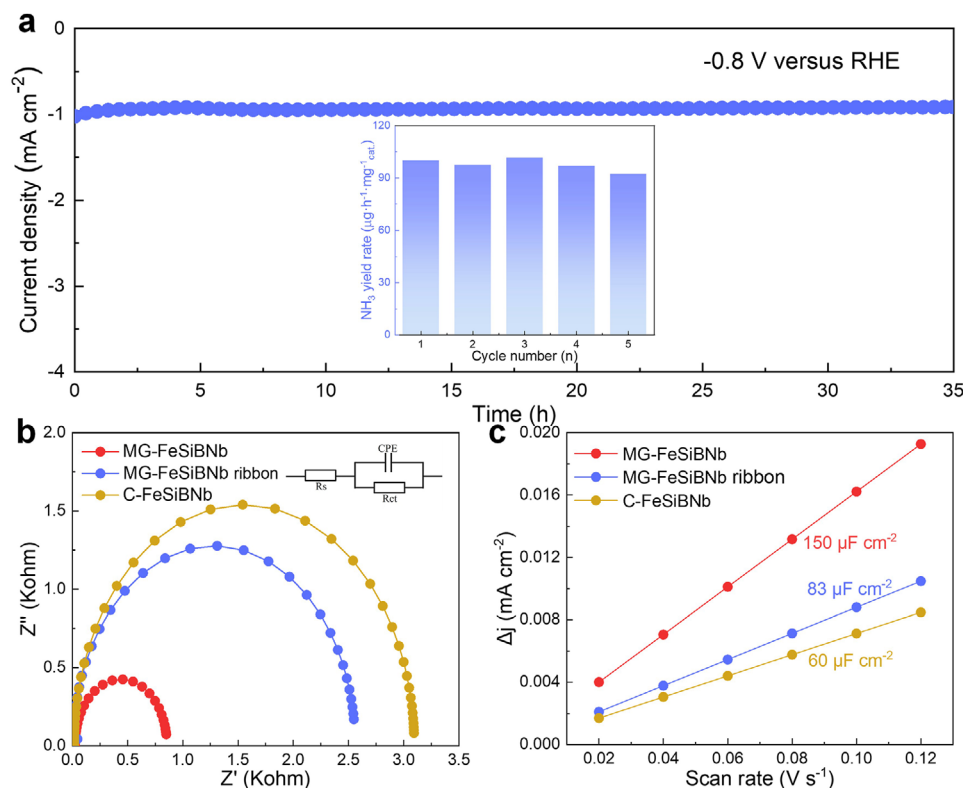 a
0
-1
-2
-3
-4
Current density (mA cm⁻²)
-0.8 V versus RHE
120
90
60
30
0
NH₃ yield rate (μg·h⁻¹·mg⁻¹cat.)
1 2 3 4 5
Cycle number (n)
0 5 10 15 20 25 30 35
Time (h)
b
2.0
1.5
1.0
0.5
0.0
Z'' (Kohm)
MG-FeSiBNb
MG-FeSiBNb ribbon
C-FeSiBNb
CPE
Rs
Rct
0.0 0.5 1.0 1.5 2.0 2.5 3.0 3.5
Z' (Kohm)
c
0.020
0.016
0.012
0.008
0.004
0.000
Δj (mA cm⁻²)
MG-FeSiBNb
MG-FeSiBNb ribbon
C-FeSiBNb
150 μF cm⁻²
83 μF cm⁻²
60 μF cm⁻²
0.02 0.04 0.06 0.08 0.10 0.12
Scan rate (V s⁻¹)